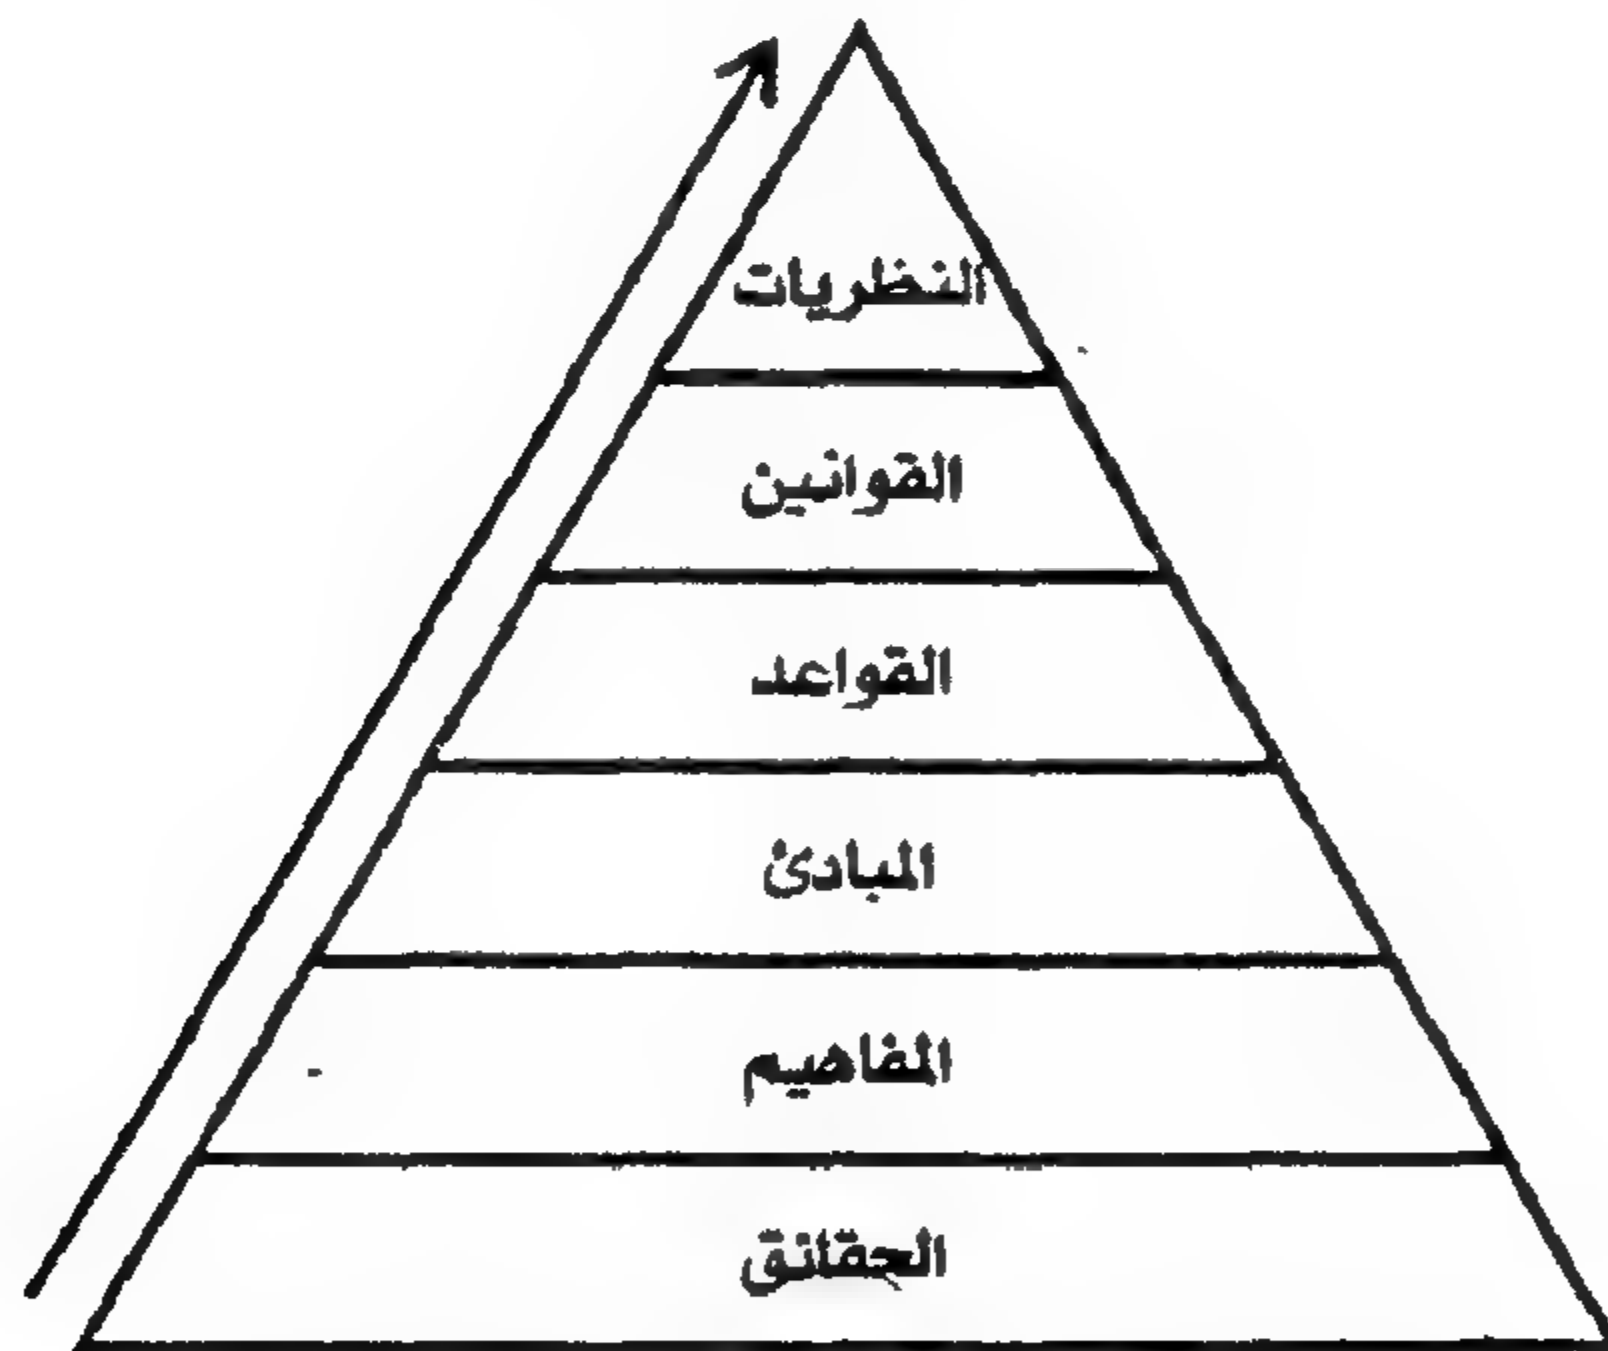 النظريات
القوانين
القواعد
المبادئ
المفاهيم
الحقائق